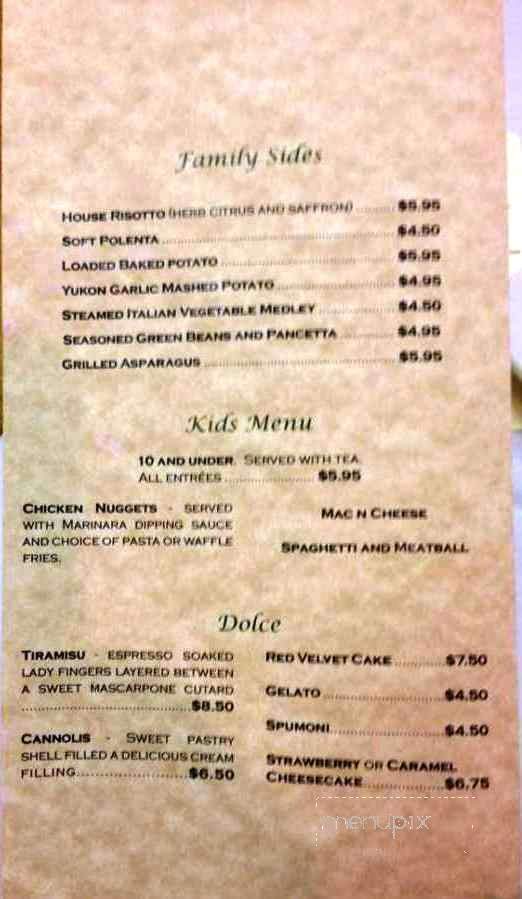 Family Sides
HOUSE RISOTTO (HERB CITRUS AND SAFFRON) ......... $5.95
SOFT POLENTA ......... $4.50
LOADED BAKED POTATO ......... $5.95
YUKON GARLIC MASHED POTATO ......... $4.95
STEAMED ITALIAN VEGETABLE MEDLEY ......... $4.50
SEASONED GREEN BEANS AND PANCETTA ......... $4.95
GRILLED ASPARAGUS ......... $5.95
Kids Menu
10 AND UNDER. SERVED WITH TEA.
ALL ENTRÉES ......... $5.95
CHICKEN NUGGETS - SERVED
WITH MARINARA DIPPING SAUCE
AND CHOICE OF PASTA OR WAFFLE
FRIES.
MAC N CHEESE
SPAGHETTI AND MEATBALL
Dolce
TIRAMISU - ESPRESSO SOAKED
LADY FINGERS LAYERED BETWEEN
A SWEET MASCARPONE CUTARD
......... $8.50
CANNOLIS - SWEET PASTRY
SHELL FILLED A DELICIOUS CREAM
FILLING ......... $6.50
RED VELVET CAKE ......... $7.50
GELATO ......... $4.50
SPUMONI ......... $4.50
STRAWBERRY OR CARAMEL
CHEESECAKE ......... $6.75
menupix